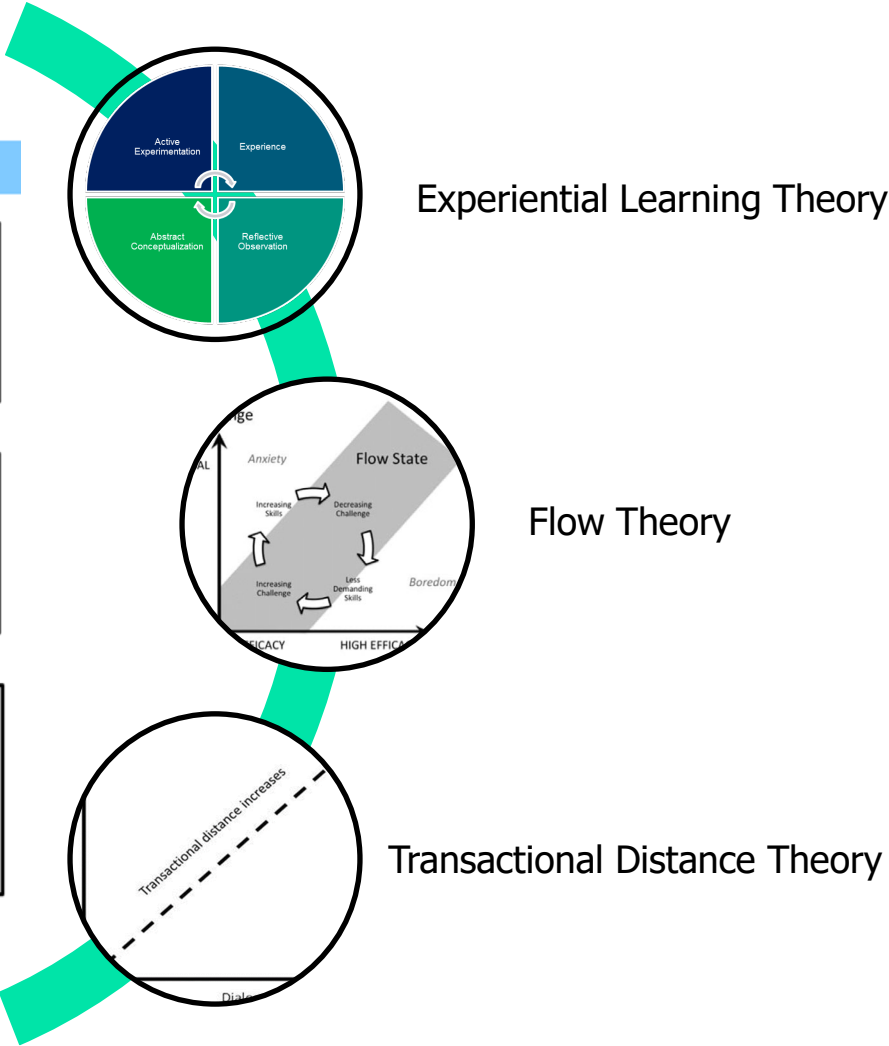 Active
Experimentation
Experience
Abstract
Conceptualization
Reflective
Observation
Experiential Learning Theory
Anxiety
Flow State
Increasing
Skills
Decreasing
Challenge
Increasing
Challenge
Less
Demanding
Skills
Boredom
HIGH
Flow Theory
Transactional distance increases
Transactional Distance Theory